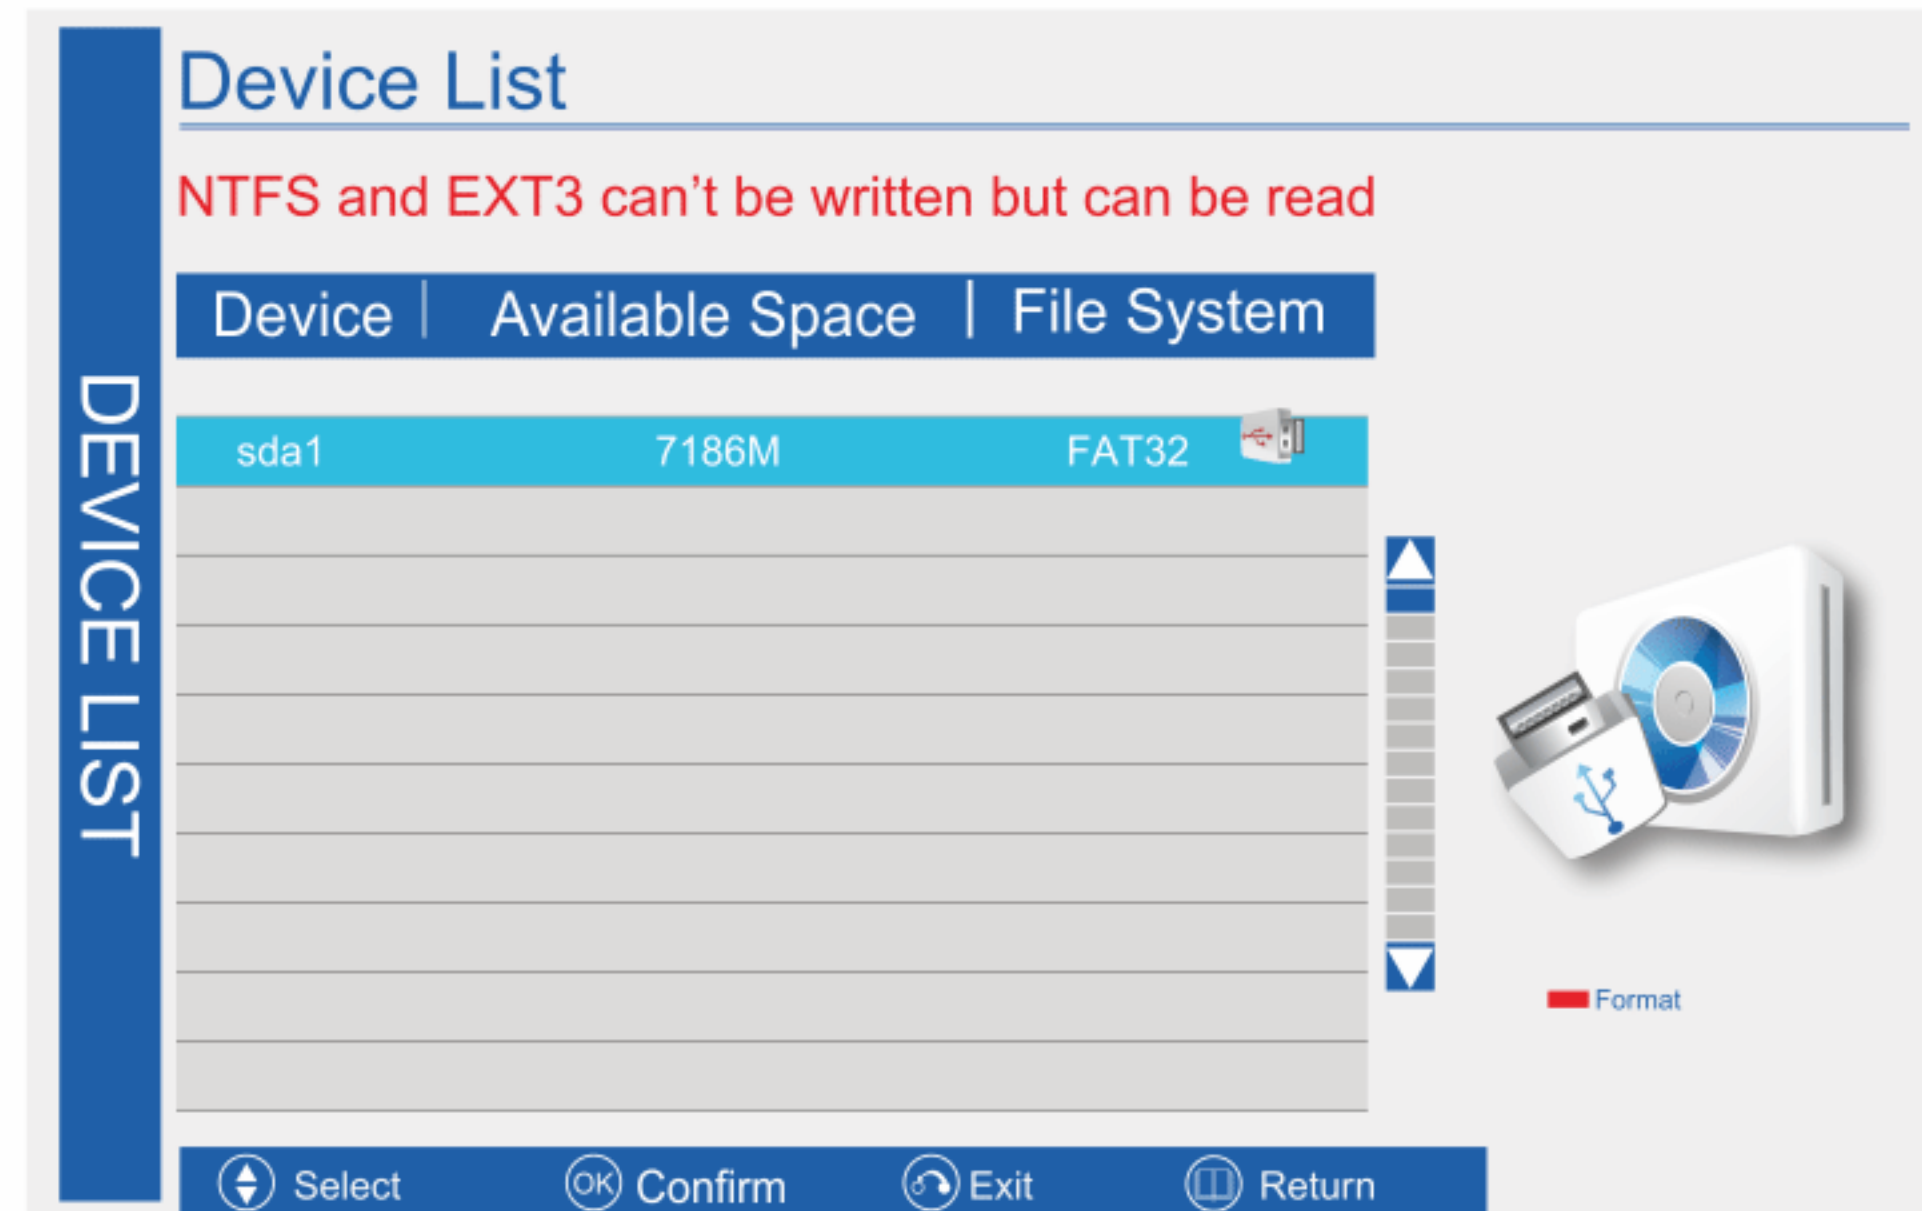 Device List
NTFS and EXT3 can't be written but can be read
Device | Available Space | File System
sda1 7186M FAT32
DEVICE LIST
Format
Select OK Confirm Exit Return